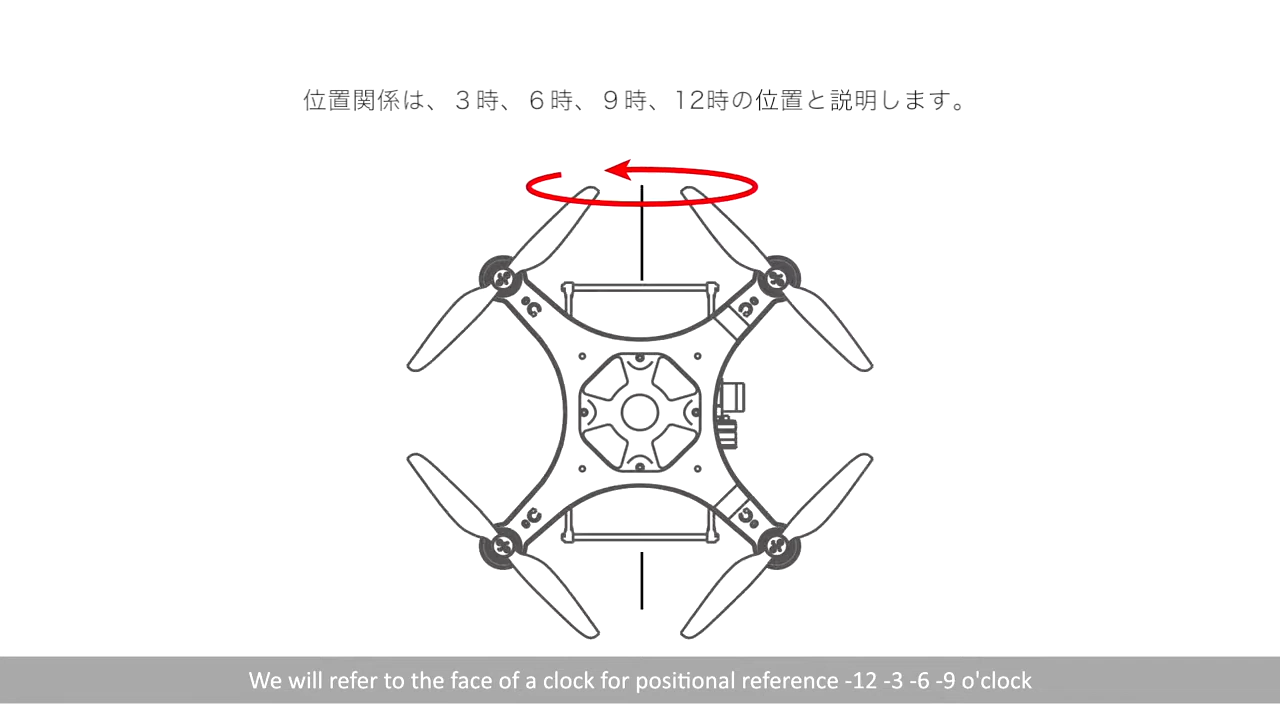 位置関係は、３時、６時、９時、12時の位置と説明します。
We will refer to the face of a clock for positional reference -12 -3 -6 -9 o'clock